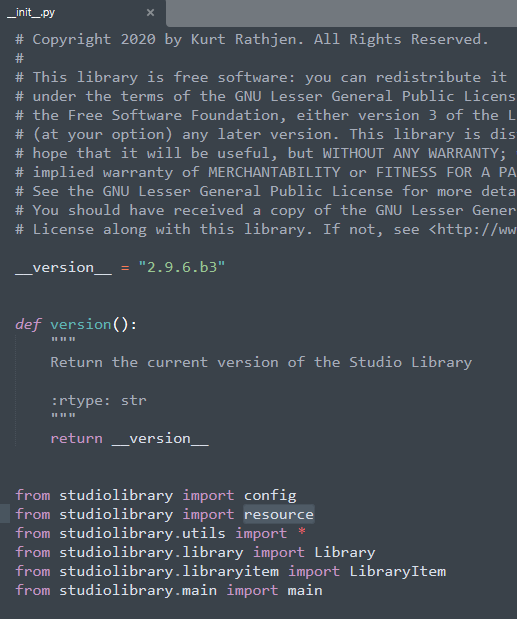 __init__.py ×
# Copyright 2020 by Kurt Rathjen. All Rights Reserved.
#
# This library is free software: you can redistribute it
# under the terms of the GNU Lesser General Public Licens
# the Free Software Foundation, either version 3 of the L
# (at your option) any later version. This library is dis
# hope that it will be useful, but WITHOUT ANY WARRANTY;
# implied warranty of MERCHANTABILITY or FITNESS FOR A PA
# See the GNU Lesser General Public License for more deta
# You should have received a copy of the GNU Lesser Gener
# License along with this library. If not, see <http://ww
__version__ = "2.9.6.b3"
def version():
"""
Return the current version of the Studio Library
:rtype: str
"""
return __version__
from studiolibrary import config
from studiolibrary import resource
from studiolibrary.utils import *
from studiolibrary.library import Library
from studiolibrary.libraryitem import LibraryItem
from studiolibrary.main import main